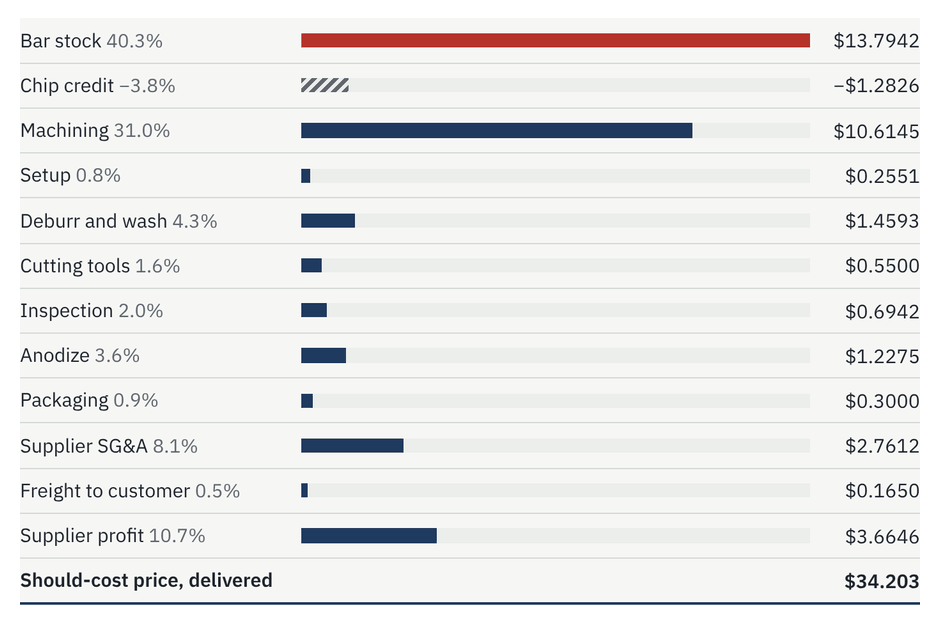 Bar stock 40.3% $13.7942
Chip credit −3.8% −$1.2826
Machining 31.0% $10.6145
Setup 0.8% $0.2551
Deburr and wash 4.3% $1.4593
Cutting tools 1.6% $0.5500
Inspection 2.0% $0.6942
Anodize 3.6% $1.2275
Packaging 0.9% $0.3000
Supplier SG&A 8.1% $2.7612
Freight to customer 0.5% $0.1650
Supplier profit 10.7% $3.6646
Should-cost price, delivered $34.203